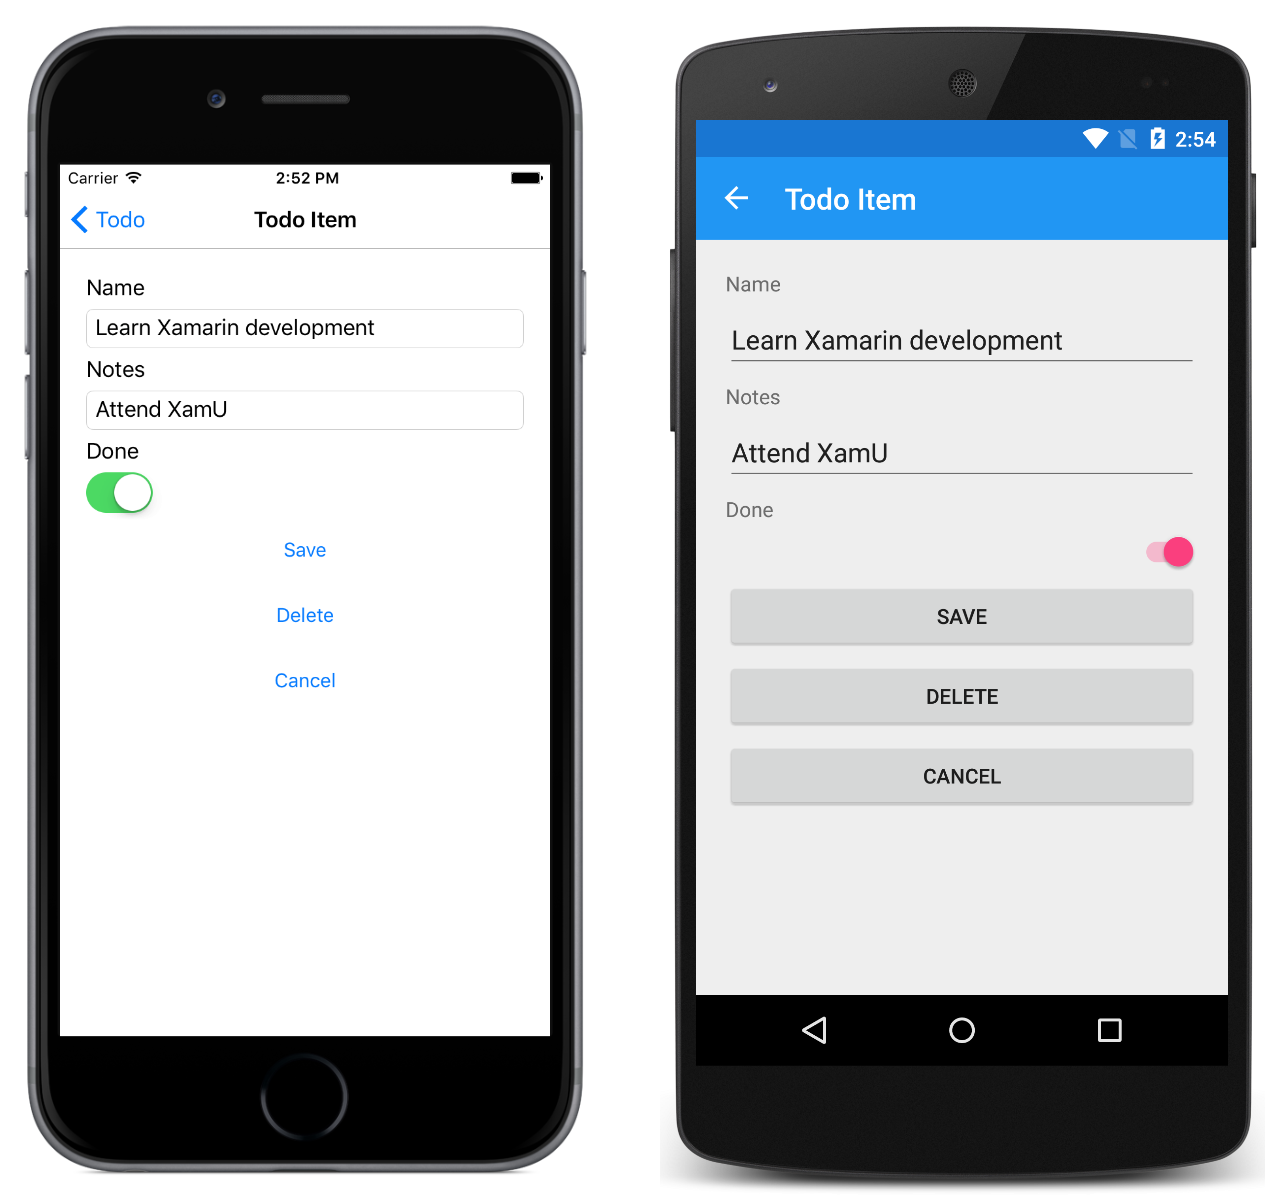 Carrier
2:52 PM
Todo
Todo Item
Name
Learn Xamarin development
Notes
Attend XamU
Done
Save
Delete
Cancel
2:54
Todo Item
Name
Learn Xamarin development
Notes
Attend XamU
Done
SAVE
DELETE
CANCEL